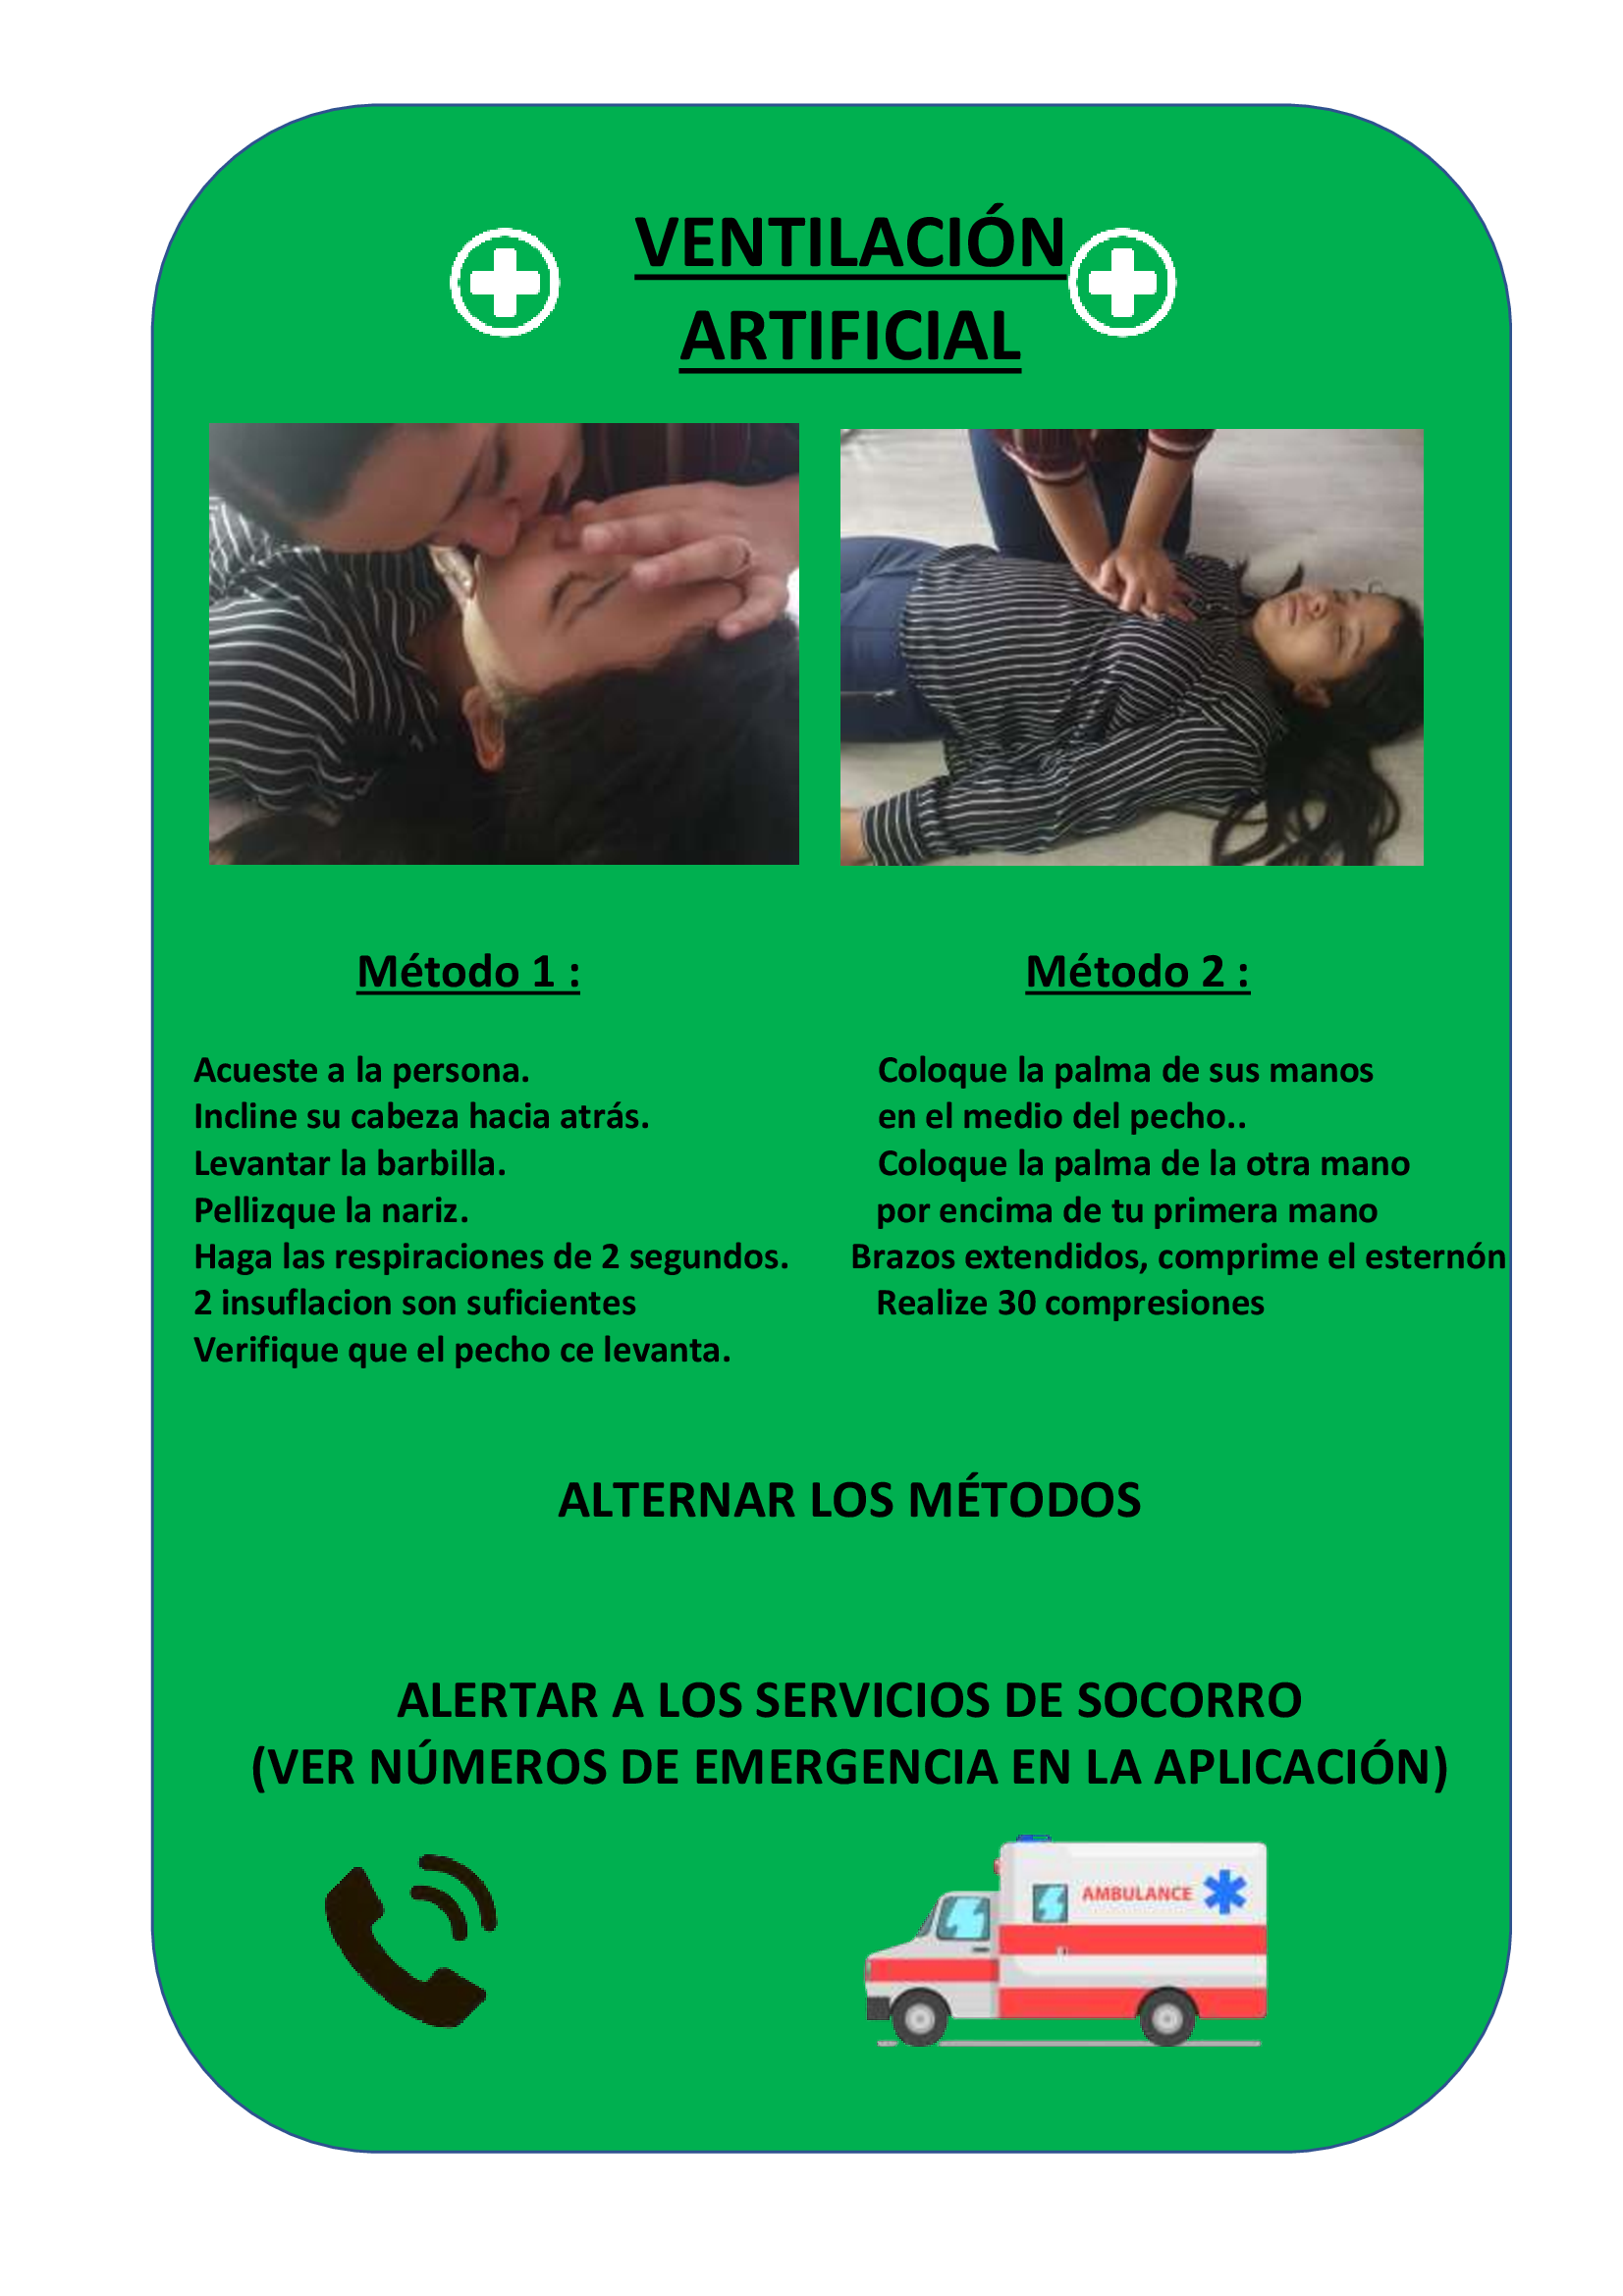 VENTILACIÓN
ARTIFICIAL
Método 1 :
Acueste a la persona.
Incline su cabeza hacia atrás.
Levantar la barbilla.
Pellizque la nariz.
Haga las respiraciones de 2 segundos.
2 insuflacion son suficientes
Verifique que el pecho ce levanta.
Método 2 :
Coloque la palma de sus manos
en el medio del pecho..
Coloque la palma de la otra mano
por encima de tu primera mano
Brazos extendidos, comprime el esternón
Realize 30 compresiones
ALTERNAR LOS MÉTODOS
ALERTAR A LOS SERVICIOS DE SOCORRO
(VER NÚMEROS DE EMERGENCIA EN LA APLICACIÓN)
AMBULANCE